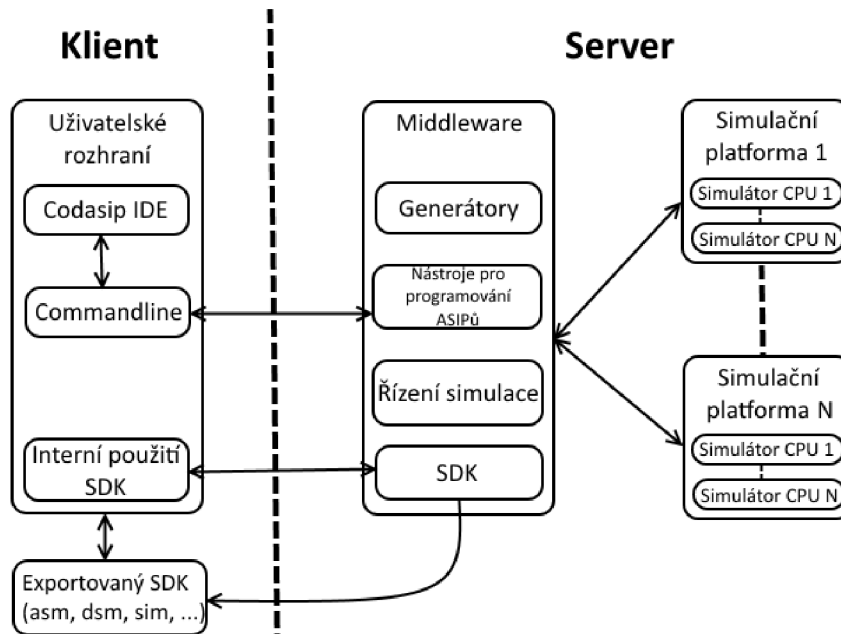 Klient
Server
Uživatelské
rozhraní
Codasip IDE
Commandline
Interní použití
SDK
Exportovaný SDK
(asm, dsm, sim, ...)
Middleware
Generátory
Nástroje pro
programování
ASIPů
Řízení simulace
SDK
Simulační
platforma 1
Simulátor CPU 1
Simulátor CPU N
Simulační
platforma N
Simulátor CPU 1
Simulátor CPU N